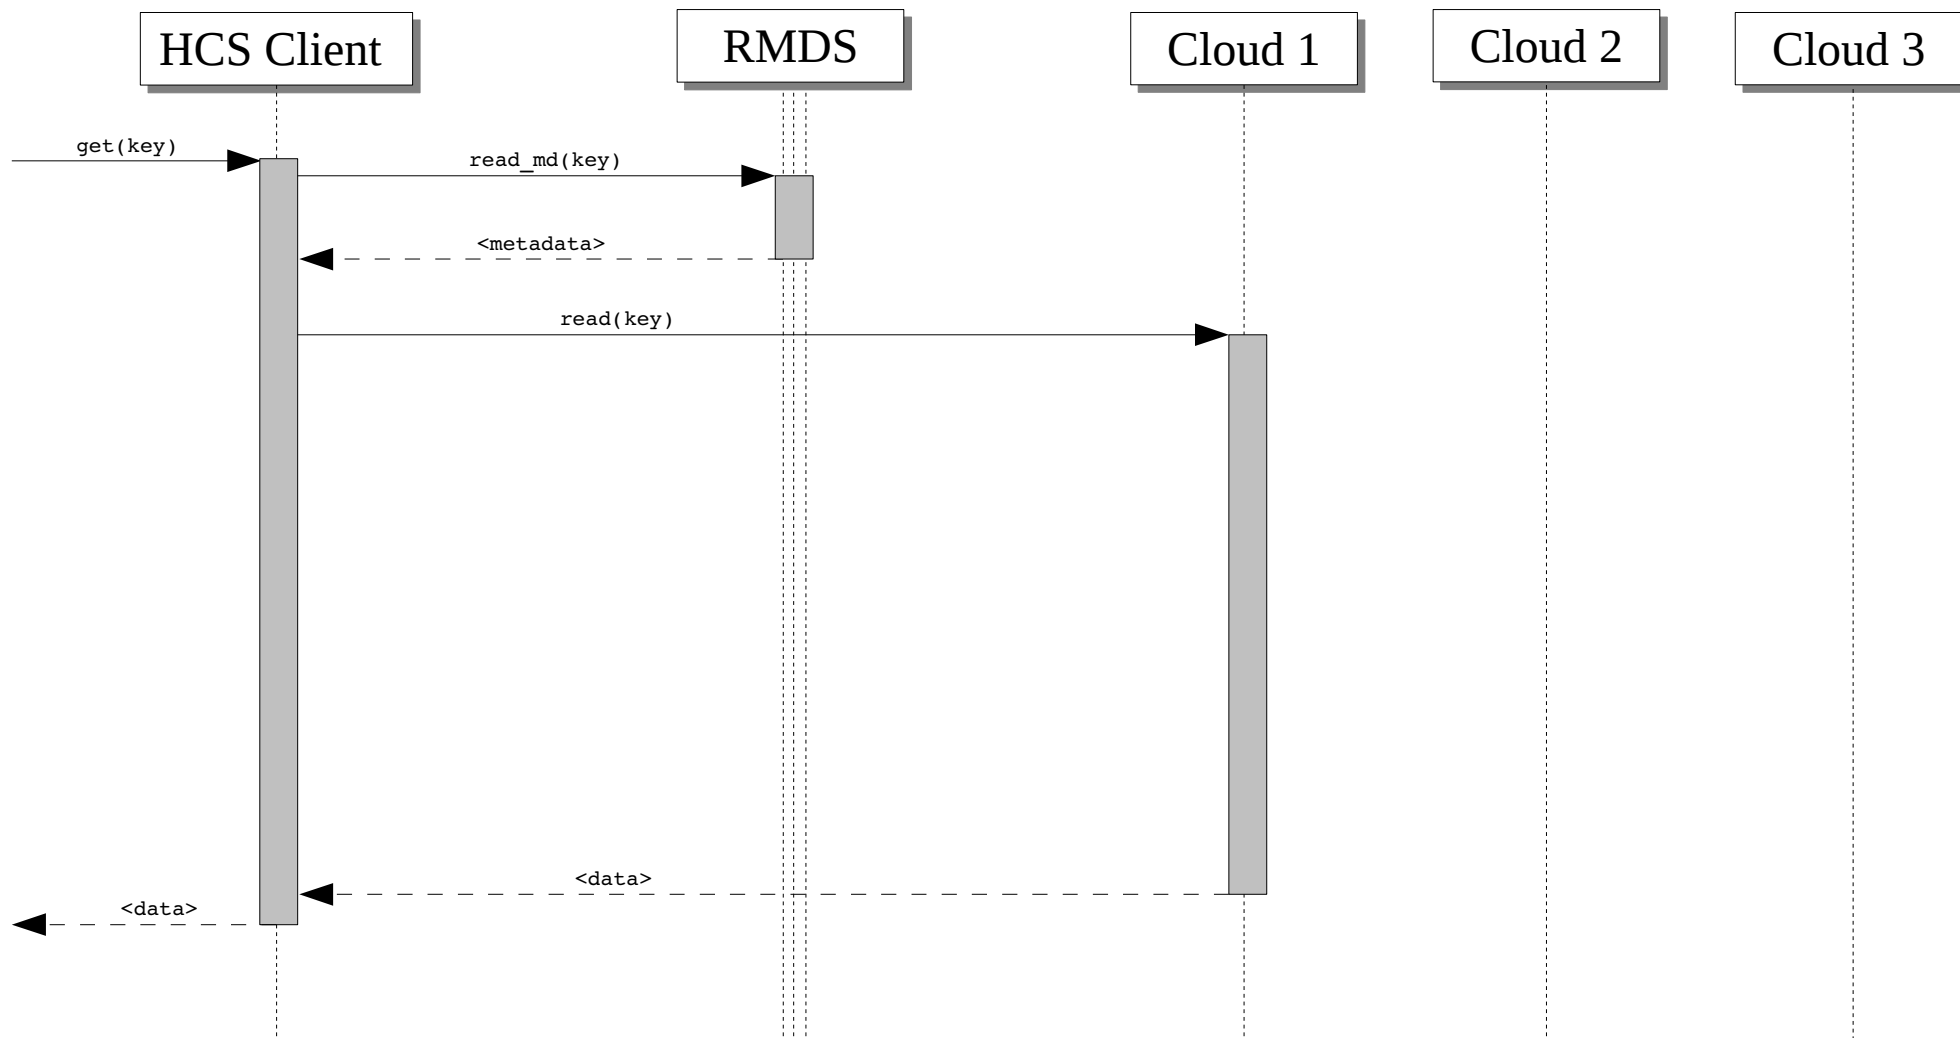 HCS Client
RMDS
Cloud 1
Cloud 2
Cloud 3
get(key)
read_md(key)
<metadata>
read(key)
<data>
<data>